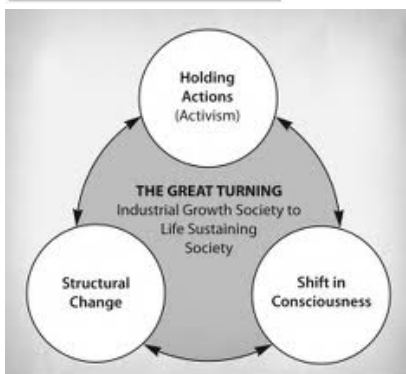 Holding
Actions
(Activism)
THE GREAT TURNING
Industrial Growth Society to
Life Sustaining
Society
Structural
Change
Shift in
Consciousness